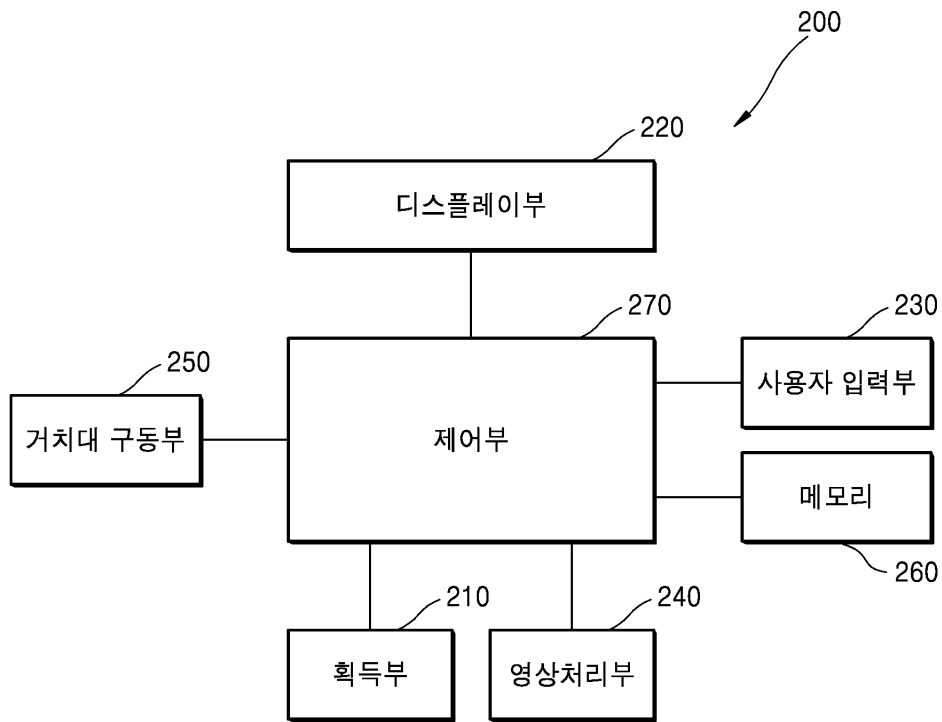 200
220
디스플레이부
270
230
250
사용자 입력부
거치대 구동부
제어부
메모리
260
210
240
획득부
영상처리부